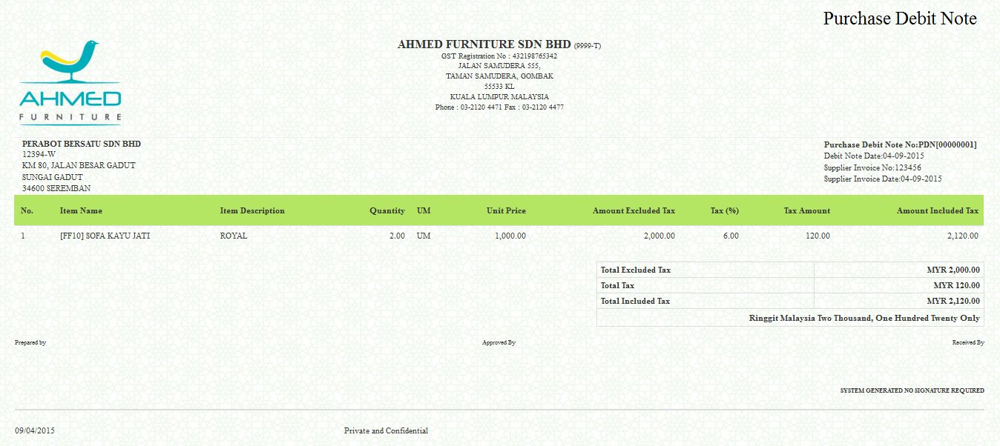 Purchase Debit Note
AHMED
FURNITURE
AHMED FURNITURE SDN BHD (9999-T)
GST Registration No : 432198765342
JALAN SAMUDERA 555,
TAMAN SAMUDERA, GOMBAK
55533 KL
KUALA LUMPUR MALAYSIA
Phone : 03-2120 4471 Fax : 03-2120 4477
PERABOT BERSATU SDN BHD
12394-W
KM 80, JALAN BESAR GADUT
SUNGAI GADUT
34600 SEREMBAN
Purchase Debit Note No:PDN[00000001]
Debit Note Date:04-09-2015
Supplier Invoice No:123456
Supplier Invoice Date:04-09-2015
No. Item Name Item Description Quantity UM Unit Price Amount Excluded Tax Tax (%) Tax Amount Amount Included Tax
1 [FF10] SOFA KAYU JATI ROYAL 2.00 UM 1,000.00 2,000.00 6.00 120.00 2,120.00
Total Excluded Tax MYR 2,000.00
Total Tax MYR 120.00
Total Included Tax MYR 2,120.00
Ringgit Malaysia Two Thousand, One Hundred Twenty Only
Prepared by Approved By Received By
SYSTEM GENERATED NO SIGNATURE REQUIRED
09/04/2015 Private and Confidential